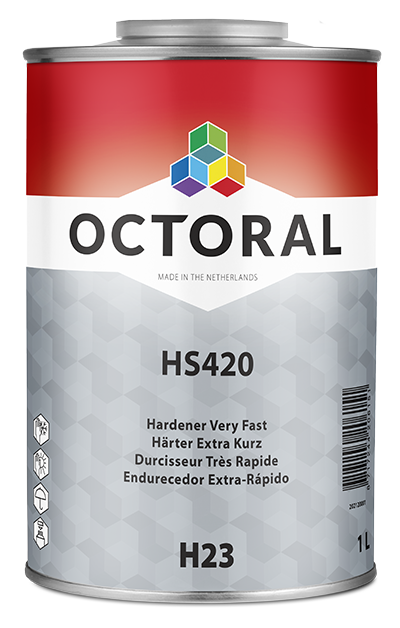 OCTORAL
MADE IN THE NETHERLANDS
HS420
Hardener Very Fast
Härter Extra Kurz
Durcisseur Très Rapide
Endurecedor Extra-Rápido
H23
1 L